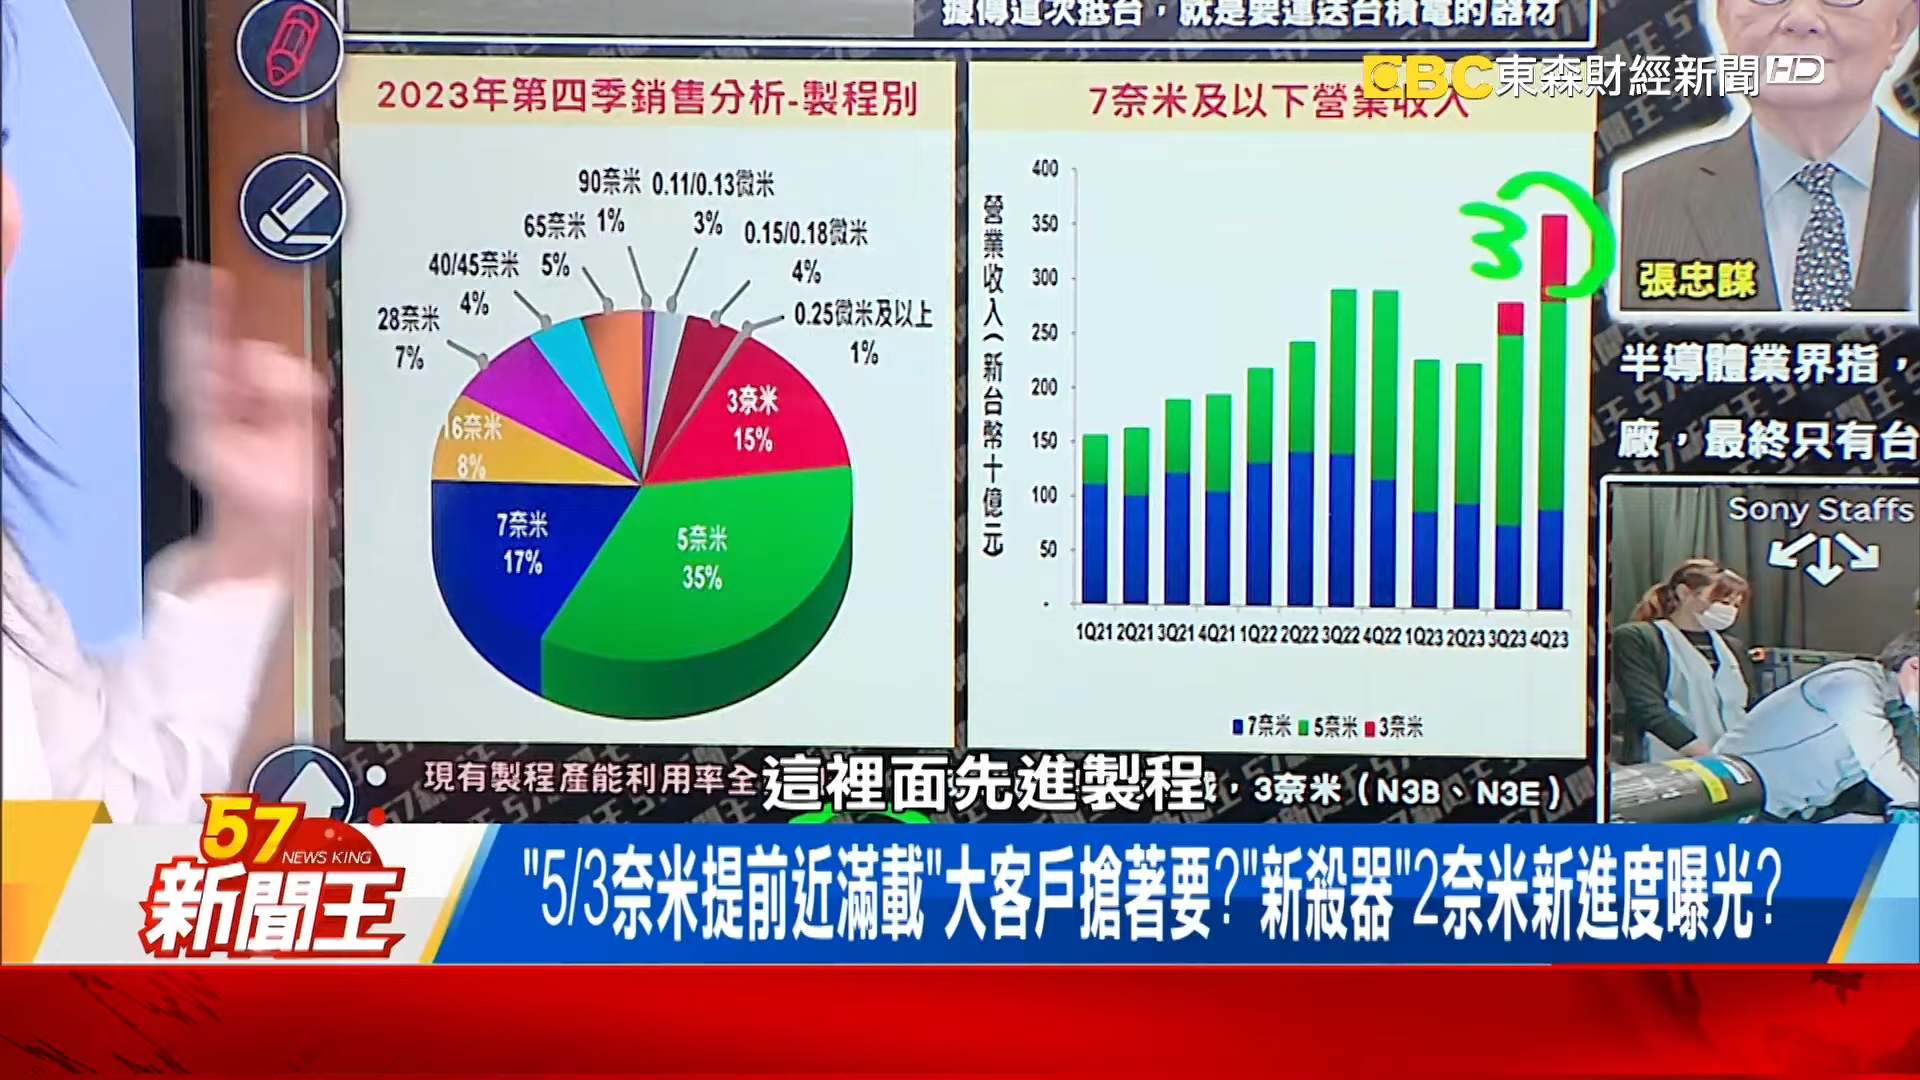 據傳這次抵台，就是要運送台積電的器材
EBC東森財經新聞HD
2023年第四季銷售分析-製程別
90奈米
1%
0.11/0.13微米
3%
65奈米
5%
0.15/0.18微米
4%
40/45奈米
4%
0.25微米及以上
1%
28奈米
7%
3奈米
15%
16奈米
8%
7奈米
17%
5奈米
35%
7奈米及以下營業收入
營業收入（新台幣十億元）
400
350
300
250
200
150
100
50
-
1Q21 2Q21 3Q21 4Q21 1Q22 2Q22 3Q22 4Q22 1Q23 2Q23 3Q23 4Q23
7奈米 5奈米 3奈米
3
張忠謀
半導體業界指，
廠，最終只有台
Sony Staffs
現有製程產能利用率全
，3奈米（N3B、N3E）
這裡面先進製程
57
NEWS KING
新聞王
"5/3奈米提前近滿載"大客戶搶著要?"新殺器"2奈米新進度曝光?